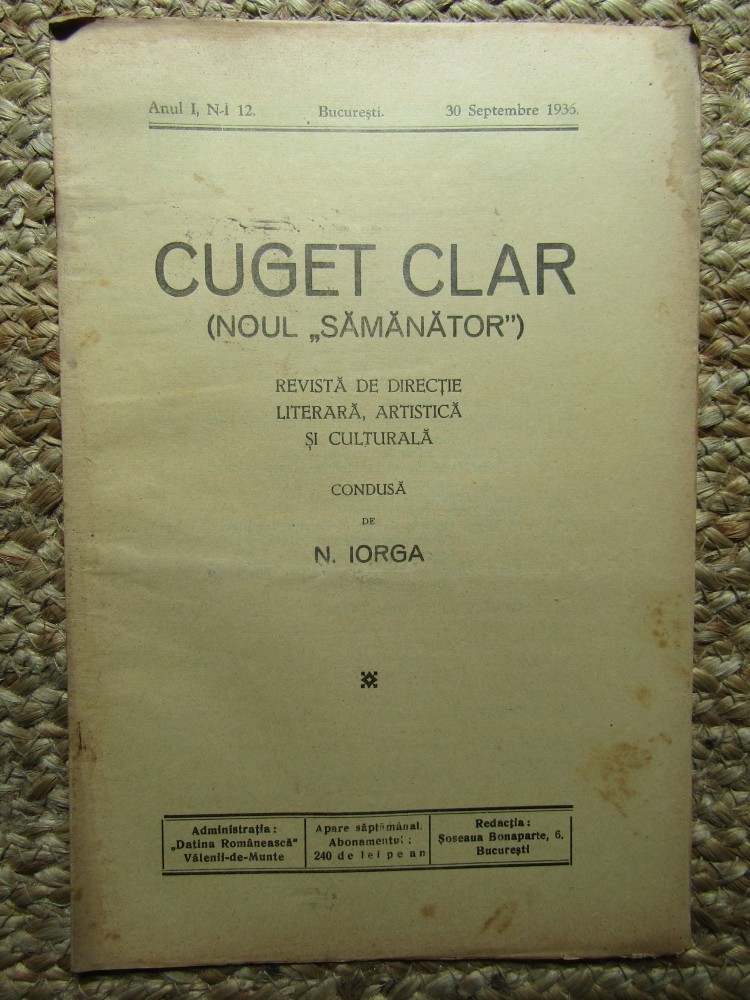 Anul I, N-l 12. București. 30 Septembre 1936.
CUGET CLAR
(NOUL „SĂMĂNĂTOR”)
REVISTĂ DE DIRECȚIE
LITERARĂ, ARTISTICĂ
ȘI CULTURALĂ
CONDUSĂ
DE
N. IORGA
Administrația:
„Datina Românească“
Vălenii-de-Munte
Apare săptămânal.
Abonamentul:
240 de lei pe an
Redacția:
Șoseaua Bonaparte, 6.
București